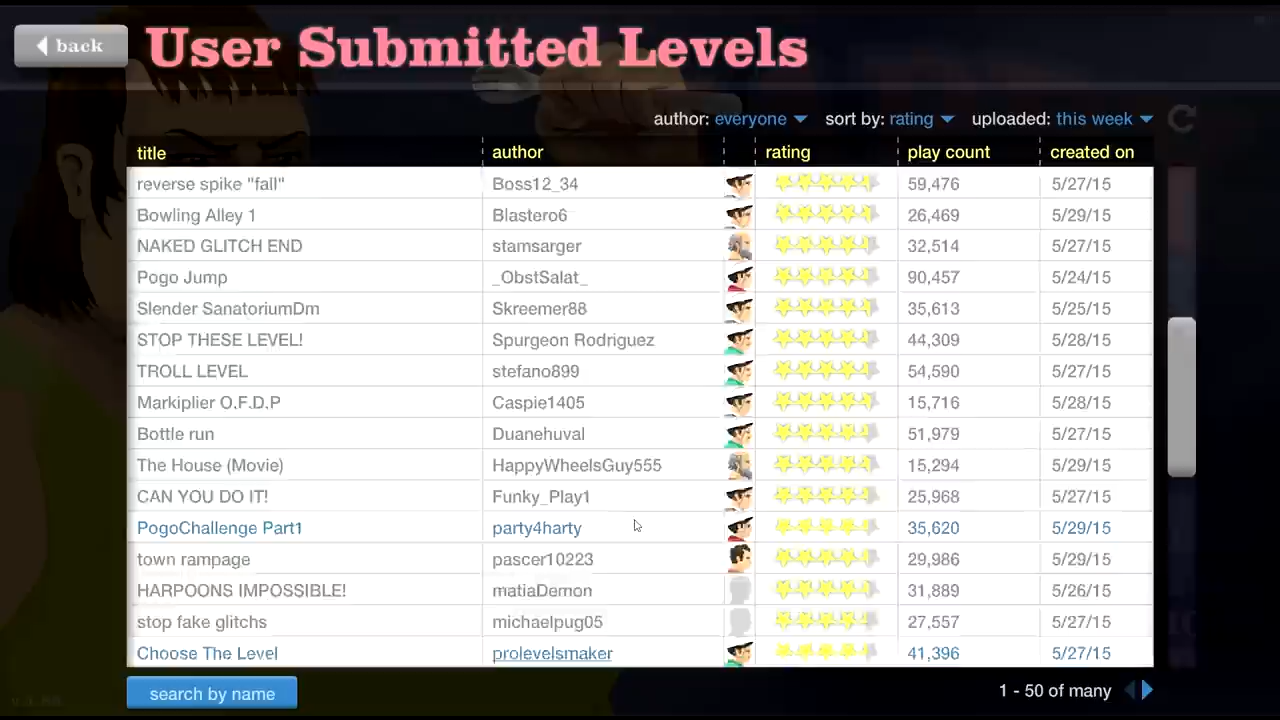 back
User Submitted Levels
author: everyone sort by: rating uploaded: this week
title author rating play count created on
reverse spike "fall" Boss12_34 59,476 5/27/15
Bowling Alley 1 Blastero6 26,469 5/29/15
NAKED GLITCH END stamsarger 32,514 5/27/15
Pogo Jump _ObstSalat_ 90,457 5/24/15
Slender SanatoriumDm Skreemer88 35,613 5/25/15
STOP THESE LEVEL! Spurgeon Rodriguez 44,309 5/28/15
TROLL LEVEL stefano899 54,590 5/27/15
Markiplier O.F.D.P Caspie1405 15,716 5/28/15
Bottle run Duanehuval 51,979 5/27/15
The House (Movie) HappyWheelsGuy555 15,294 5/29/15
CAN YOU DO IT! Funky_Play1 25,968 5/27/15
PogoChallenge Part1 party4harty 35,620 5/29/15
town rampage pascer10223 29,986 5/29/15
HARPOONS IMPOSSIBLE! matiaDemon 31,889 5/26/15
stop fake glitchs michaelpug05 27,557 5/27/15
Choose The Level prolevelsmaker 41,396 5/27/15
search by name 1 - 50 of many